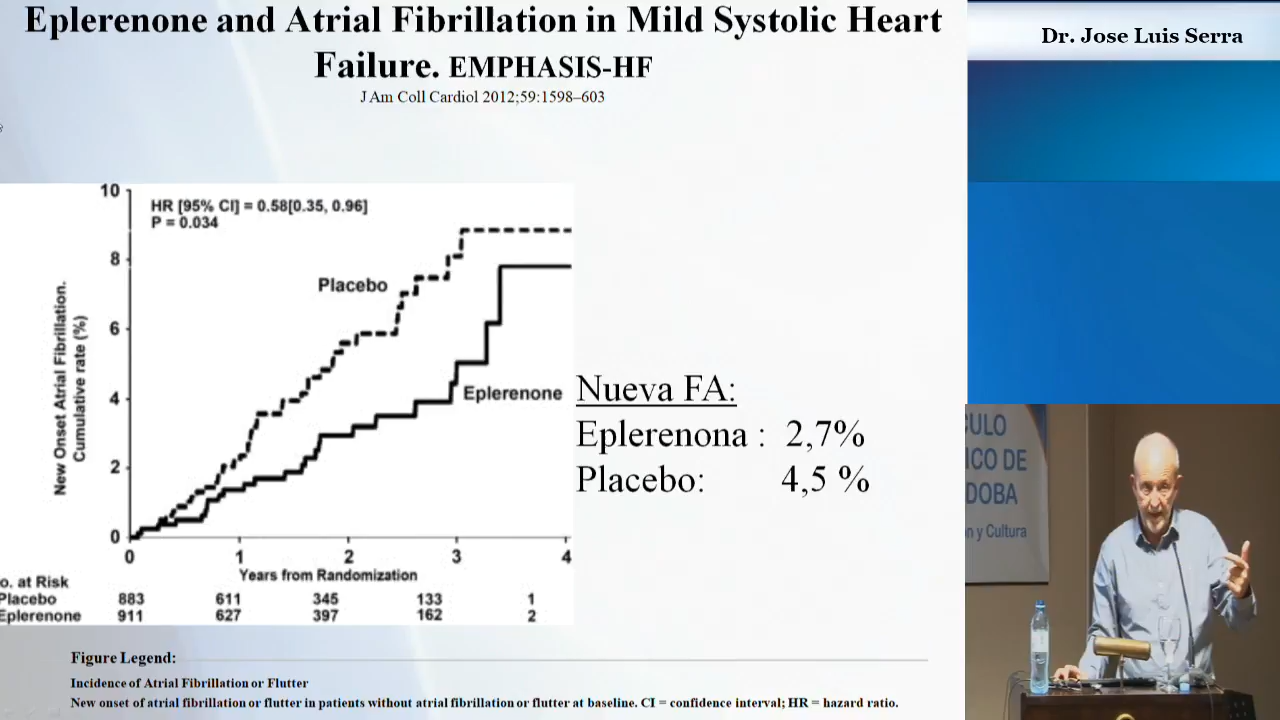 Eplerenone and Atrial Fibrillation in Mild Systolic Heart
Failure. EMPHASIS-HF
J Am Coll Cardiol 2012;59:1598–603
Dr. Jose Luis Serra
10
8
6
4
2
0
New Onset Atrial Fibrillation.
Cumulative rate (%)
HR [95% CI] = 0.58[0.35, 0.96]
P = 0.034
Placebo
Eplerenone
0 1 2 3 4
Years from Randomization
o. at Risk
Placebo 883 611 345 133 1
Eplerenone 911 627 397 162 2
Nueva FA:
Eplerenona : 2,7%
Placebo: 4,5 %
Figure Legend:
Incidence of Atrial Fibrillation or Flutter
New onset of atrial fibrillation or flutter in patients without atrial fibrillation or flutter at baseline. CI = confidence interval; HR = hazard ratio.
CULO
ICO DE
DOBA
n y Cultura